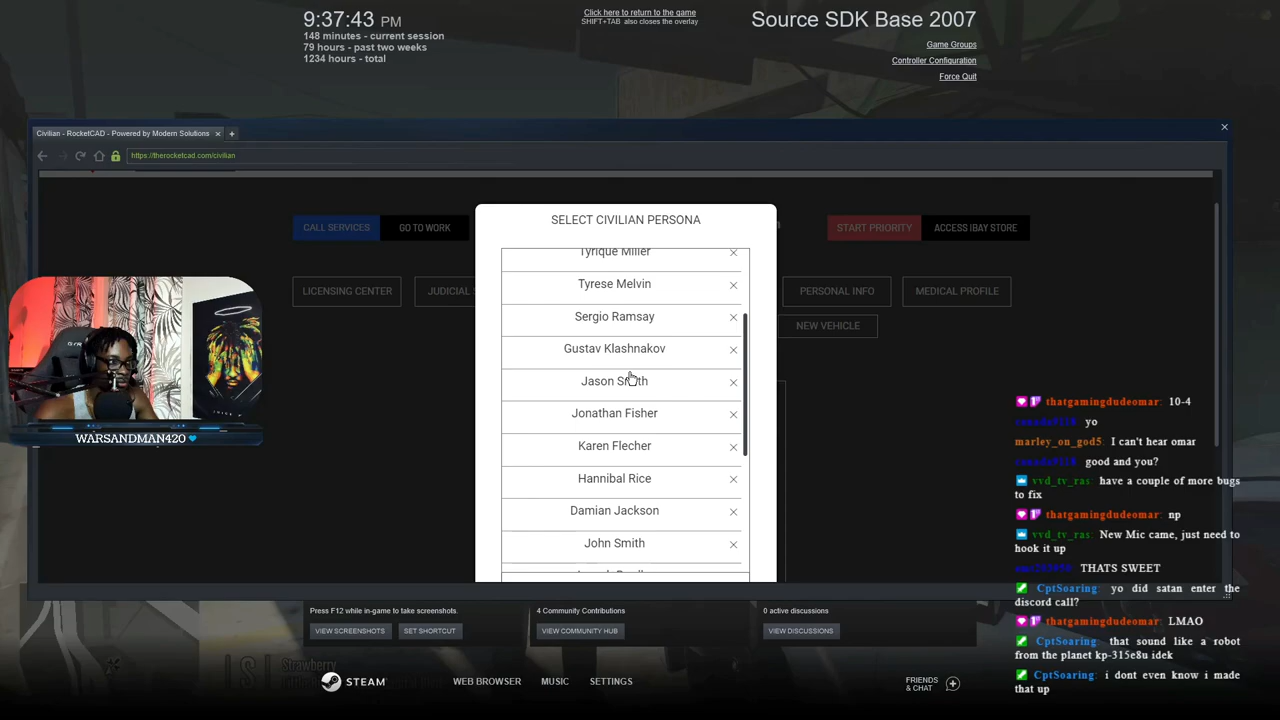 9:37:43 PM
148 minutes - current session
79 hours - past two weeks
1234 hours - total
Click here to return to the game
SHIFT+TAB also closes the overlay
Source SDK Base 2007
Game Groups
Controller Configuration
Force Quit
Civilian - RocketCAD - Powered by Modern Solutions
https://therocketcad.com/civilian
CALL SERVICES
GO TO WORK
START PRIORITY
ACCESS IBAY STORE
LICENSING CENTER
JUDICIAL
PERSONAL INFO
MEDICAL PROFILE
NEW VEHICLE
SELECT CIVILIAN PERSONA
Tyrique Miller
Tyrese Melvin
Sergio Ramsay
Gustav Klashnakov
Jason Smith
Jonathan Fisher
Karen Flecher
Hannibal Rice
Damian Jackson
John Smith
WARSANDMAN420
thatgamingdudeomar: 10-4
yo
marley_on_god5: I can't hear omar
good and you?
vvd_tv_ras: have a couple of more bugs
to fix
thatgamingdudeomar: np
vvd_tv_ras: New Mic came, just need to
hook it up
THATS SWEET
CptSoaring: yo did satan enter the
discord call?
thatgamingdudeomar: LMAO
CptSoaring: that sound like a robot
from the planet kp-315e8u idek
CptSoaring: i dont even know i made
that up
Press F12 while in-game to take screenshots.
VIEW SCREENSHOTS
SET SHORTCUT
4 Community Contributions
VIEW COMMUNITY HUB
0 active discussions
VIEW DISCUSSIONS
Strawberry
STEAM
WEB BROWSER
MUSIC
SETTINGS
FRIENDS
& CHAT